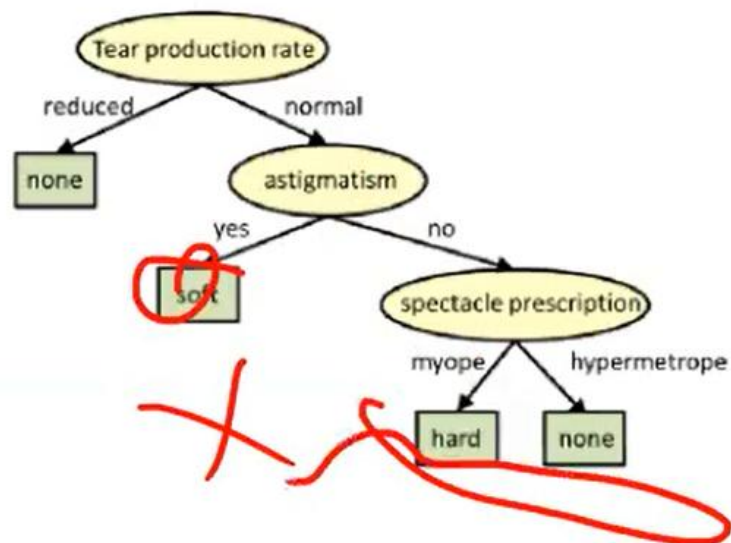 Tear production rate
reduced normal
none astigmatism
yes no
soft spectacle prescription
myope hypermetrope
hard none